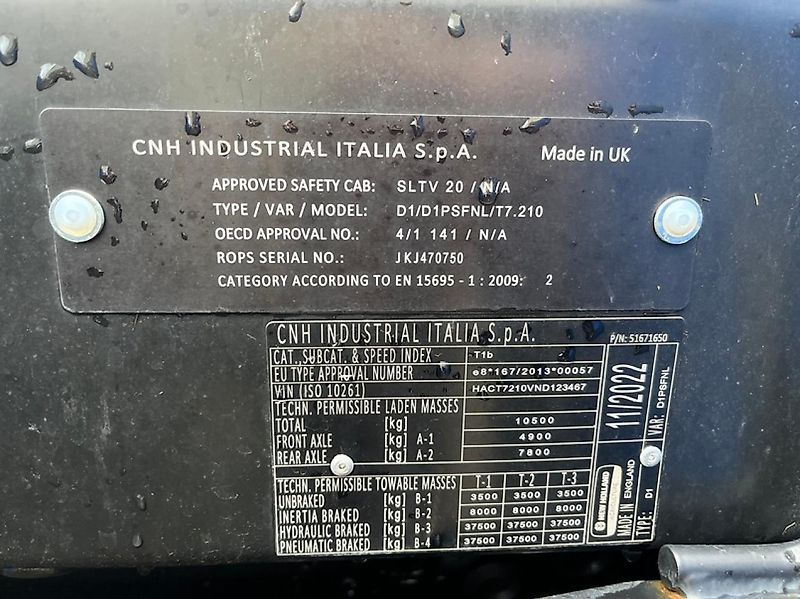 CNH INDUSTRIAL ITALIA S.p.A. Made in UK
APPROVED SAFETY CAB: SLTV 20 / N/A
TYPE / VAR / MODEL: D1/D1PSFNL/T7.210
OECD APPROVAL NO.: 4/1 141 / N/A
ROPS SERIAL NO.: JKJ470750
CATEGORY ACCORDING TO EN 15695 - 1 : 2009: 2
CNH INDUSTRIAL ITALIA S.p.A. P/N: 51671650
CAT.,SUBCAT. & SPEED INDEX T1b
EU TYPE APPROVAL NUMBER e8*167/2013*00057
VIN (ISO 10261) HACT7210VND123467
TECHN. PERMISSIBLE LADEN MASSES
TOTAL [kg] 10500
FRONT AXLE [kg] A-1 4900
REAR AXLE [kg] A-2 7800
TECHN. PERMISSIBLE TOWABLE MASSES T-1 T-2 T-3
UNBRAKED [kg] B-1 3500 3500 3500
INERTIA BRAKED [kg] B-2 8000 8000 8000
HYDRAULIC BRAKED [kg] B-3 37500 37500 37500
PNEUMATIC BRAKED [kg] B-4 37500 37500 37500
11/2022
NEW HOLLAND
MADE IN ENGLAND
TYPE: D1
VAR: D1PSFNL